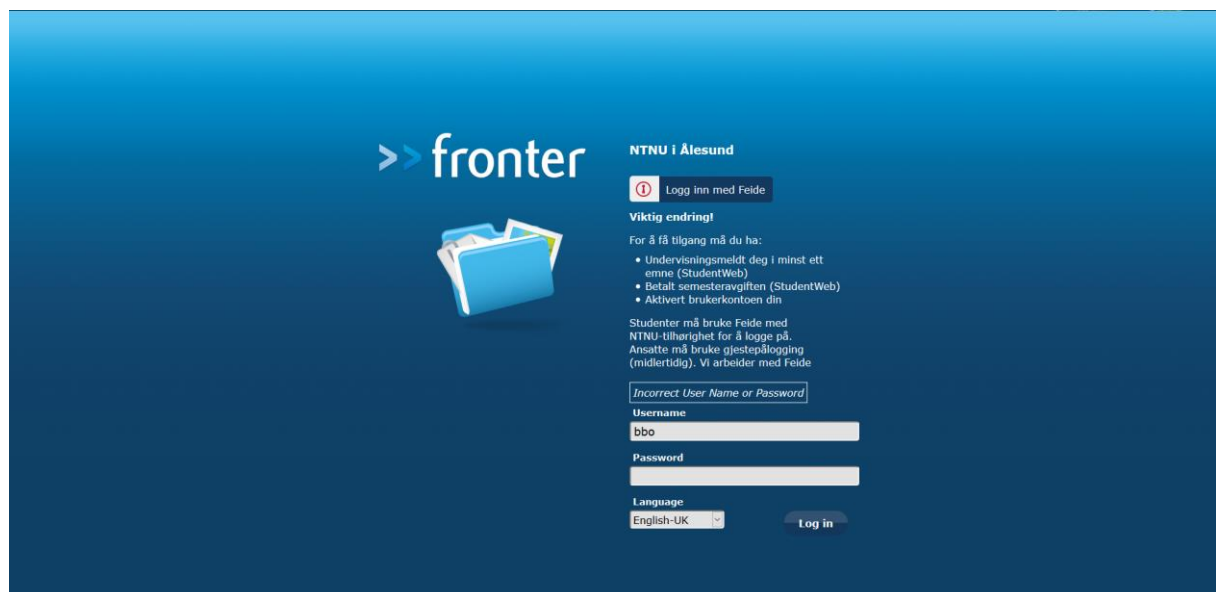 >> fronter
NTNU i Ålesund
Logg inn med Feide
Viktig endring!
For å få tilgang må du ha:
• Undervisningsmeldt deg i minst ett
emne (StudentWeb)
• Betalt semesteravgiften (StudentWeb)
• Aktivert brukerkontoen din
Studenter må bruke Feide med
NTNU-tilhørighet for å logge på.
Ansatte må bruke gjestepålogging
(midlertidig). Vi arbeider med Feide
Incorrect User Name or Password
Username
bbo
Password
Language
English-UK
Log in